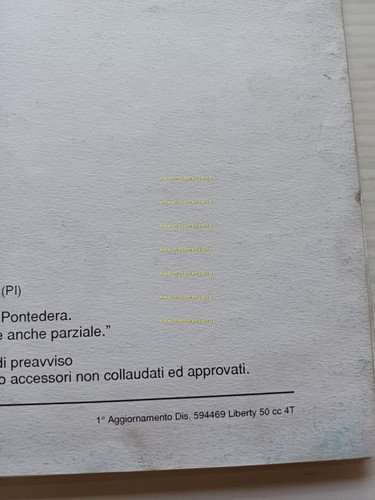 (PI)
Pontedera.
e anche parziale.”
di preavviso
o accessori non collaudati ed approvati.
1° Aggiornamento Dis. 594469 Liberty 50 cc 4T